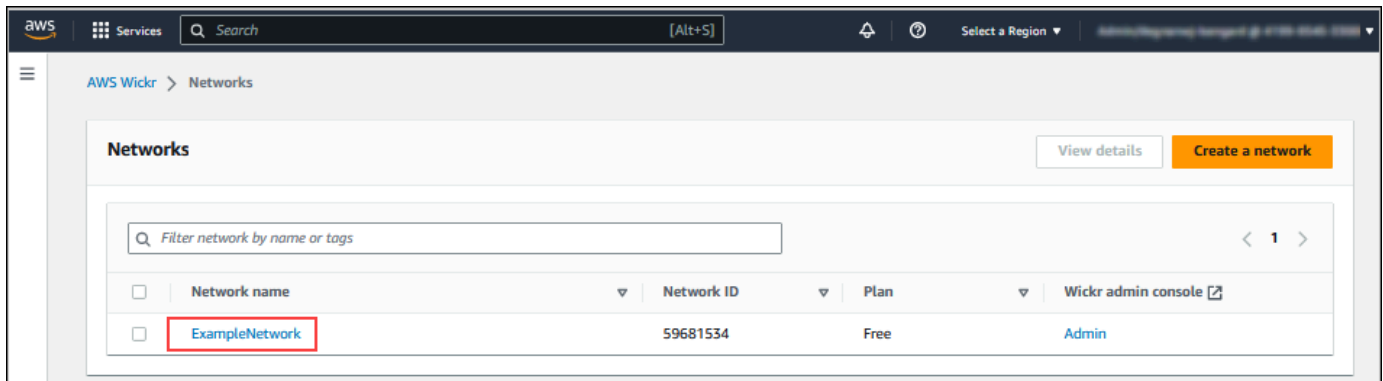 aws Services Search [Alt+S] Select a Region
AWS Wickr > Networks
Networks View details Create a network
Filter network by name or tags < 1 >
Network name Network ID Plan Wickr admin console
ExampleNetwork 59681534 Free Admin